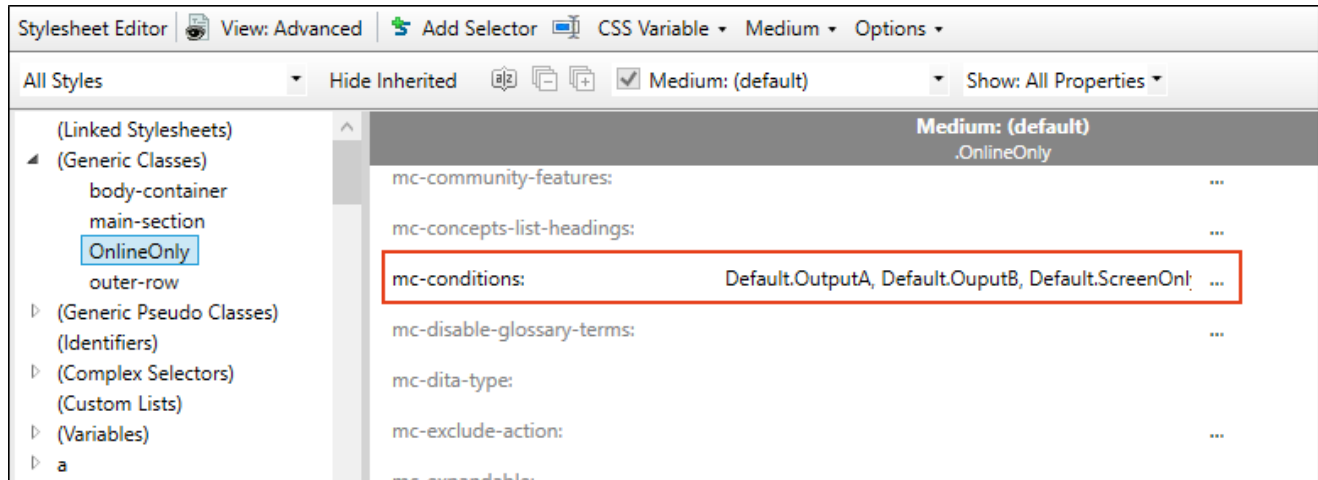 Stylesheet Editor View: Advanced Add Selector CSS Variable Medium Options
All Styles Hide Inherited a z Medium: (default) Show: All Properties
(Linked Stylesheets)
(Generic Classes)
body-container
main-section
OnlineOnly
outer-row
(Generic Pseudo Classes)
(Identifiers)
(Complex Selectors)
(Custom Lists)
(Variables)
a
Medium: (default)
.OnlineOnly
mc-community-features: ...
mc-concepts-list-headings: ...
mc-conditions: Default.OutputA, Default.OuputB, Default.ScreenOnl ...
mc-disable-glossary-terms: ...
mc-dita-type:
mc-exclude-action: ...
mc-expandable: